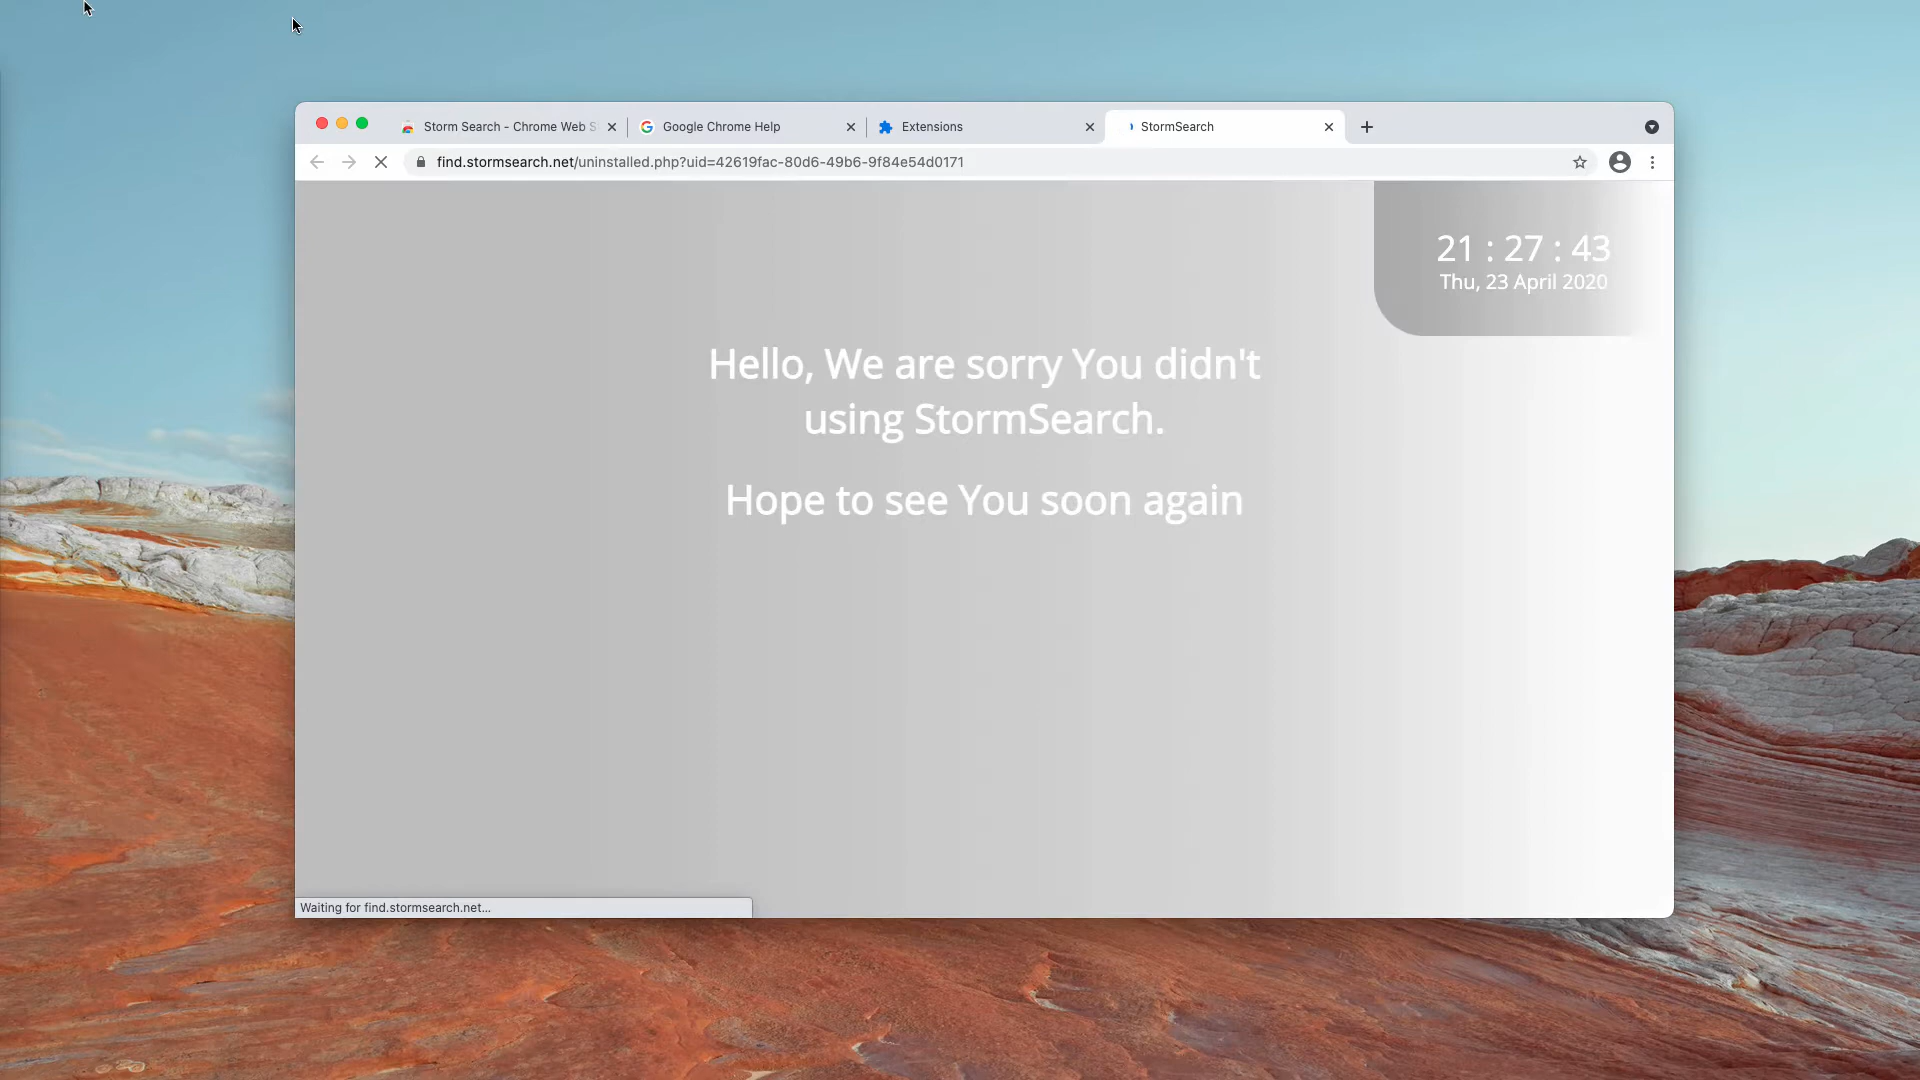 Storm Search - Chrome Web S
Google Chrome Help
Extensions
StormSearch
find.stormsearch.net/uninstalled.php?uid=42619fac-80d6-49b6-9f84e54d0171
21 : 27 : 43
Thu, 23 April 2020
Hello, We are sorry You didn't
using StormSearch.
Hope to see You soon again
Waiting for find.stormsearch.net...